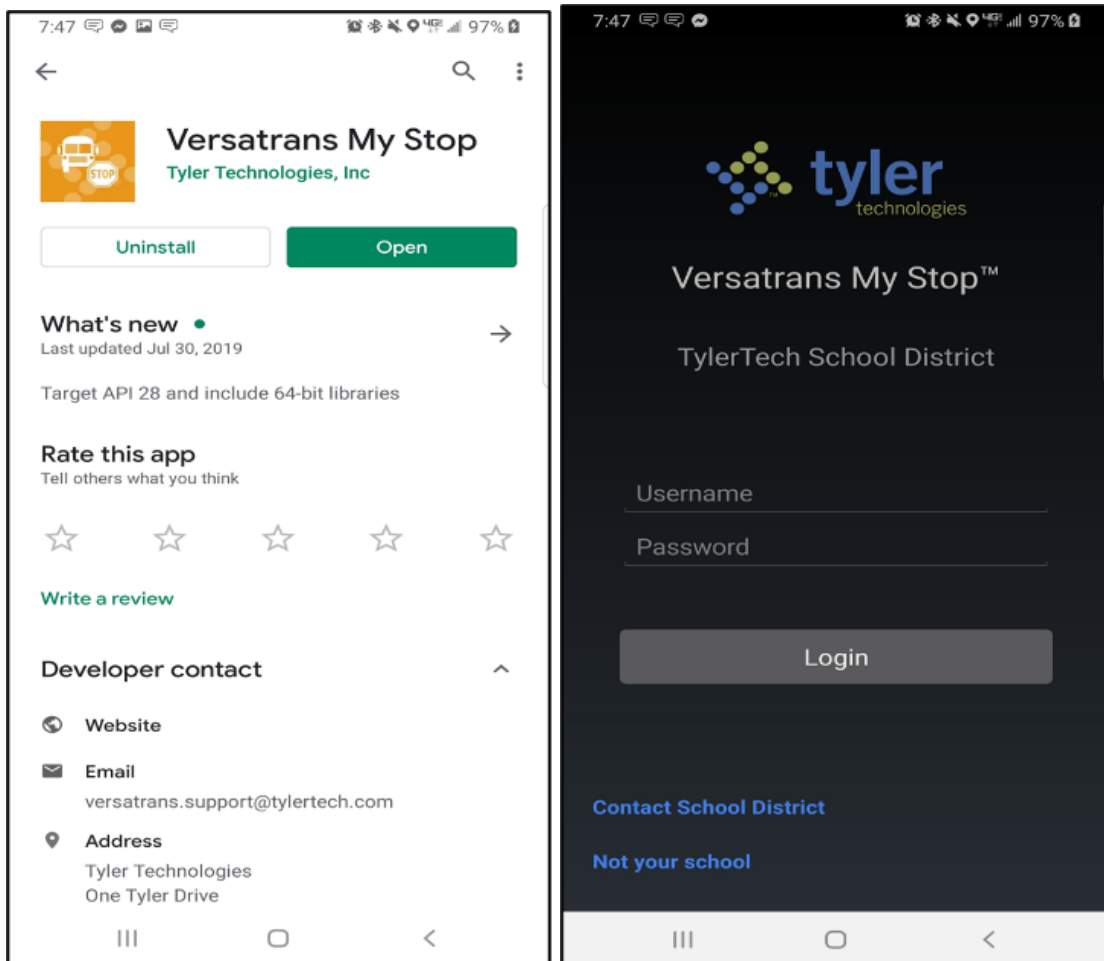 7:47
97%
Versatrans My Stop
Tyler Technologies, Inc
STOP
Uninstall
Open
What's new
Last updated Jul 30, 2019
Target API 28 and include 64-bit libraries
Rate this app
Tell others what you think
Write a review
Developer contact
Website
Email
versatrans.support@tylertech.com
Address
Tyler Technologies
One Tyler Drive
7:47
97%
tyler
technologies
Versatrans My Stop™
TylerTech School District
Username
Password
Login
Contact School District
Not your school